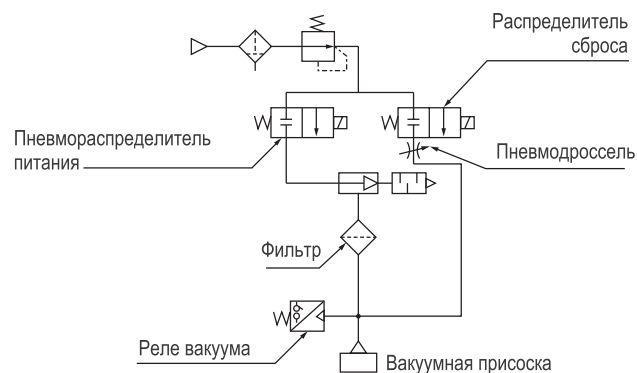 Распределитель
сброса
Пневмораспределитель
питания
Пневмодроссель
Фильтр
Реле вакуума
Вакуумная присоска